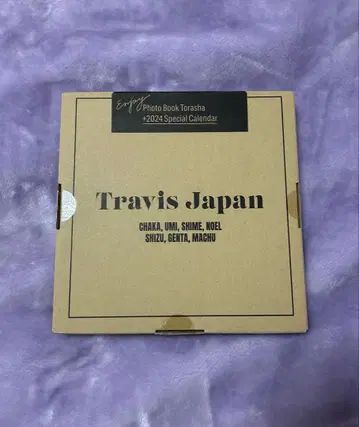 Enjoy
Photo Book Torasha
+2024 Special Calendar
Travis Japan
CHAKA, UMI, SHIME, NOEL
SHIZU, GENTA, MACHU